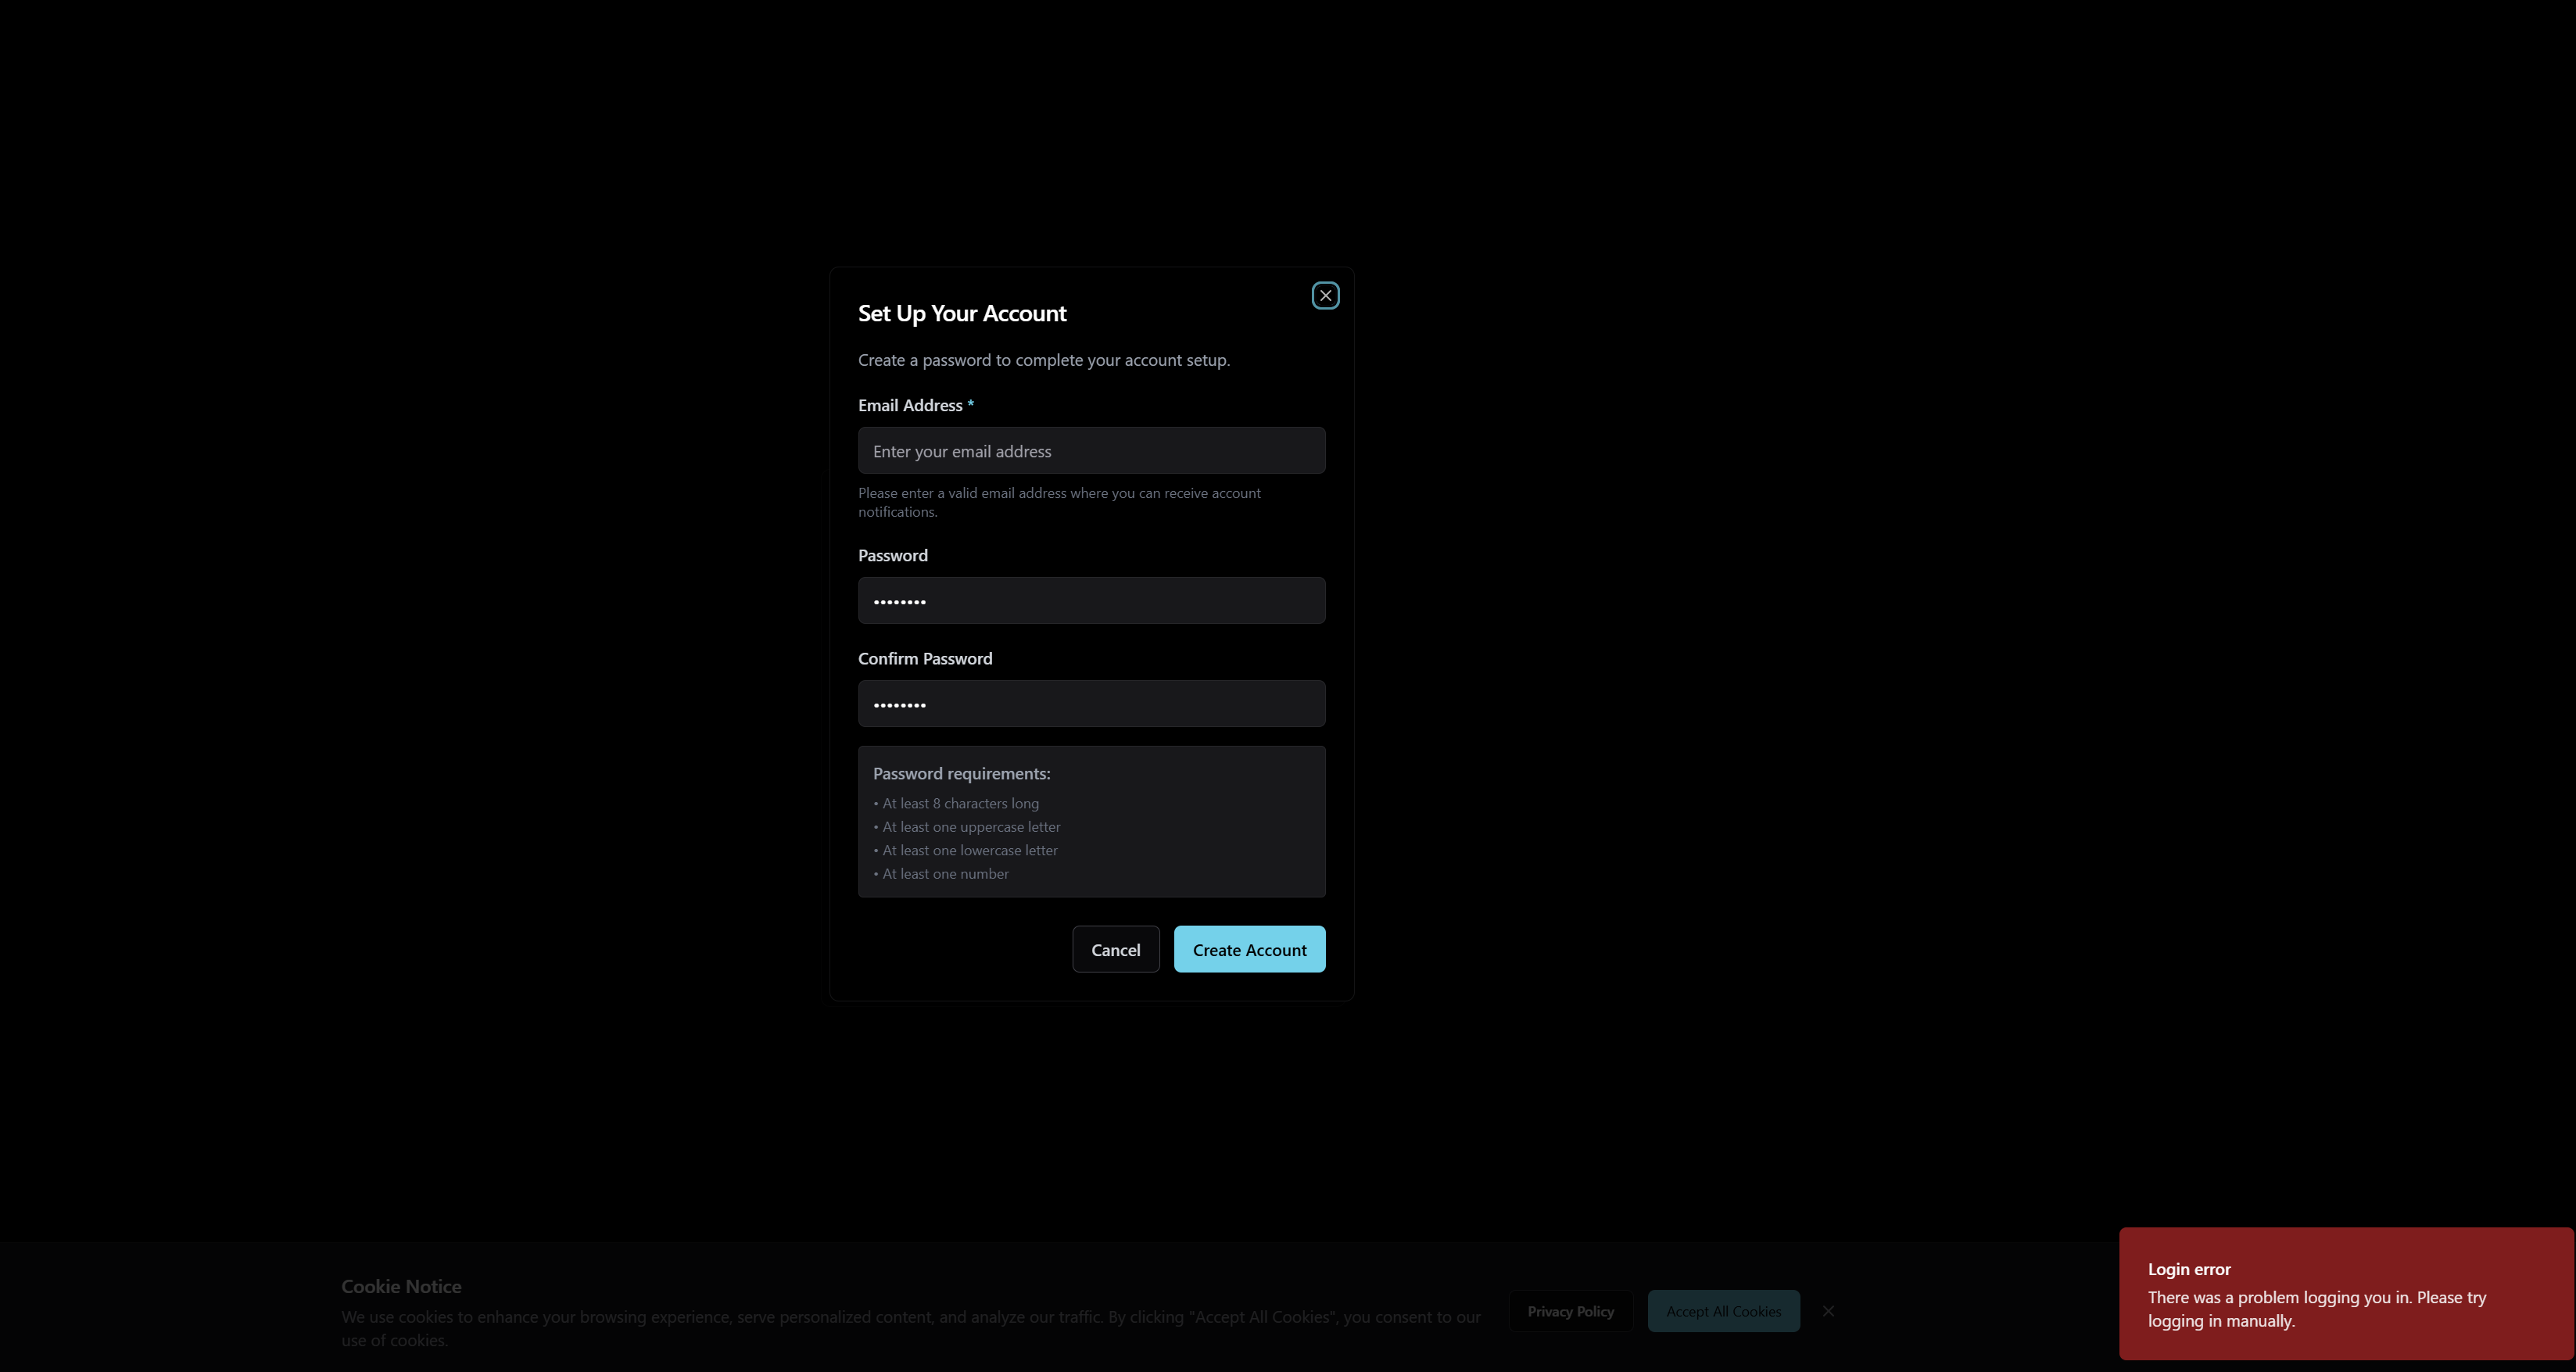 Set Up Your Account
Create a password to complete your account setup.
Email Address *
Enter your email address
Please enter a valid email address where you can receive account
notifications.
Password
••••••••
Confirm Password
••••••••
Password requirements:
• At least 8 characters long
• At least one uppercase letter
• At least one lowercase letter
• At least one number
Cancel
Create Account
Cookie Notice
We use cookies to enhance your browsing experience, serve personalized content, and analyze our traffic. By clicking "Accept All Cookies", you consent to our
use of cookies.
Privacy Policy
Accept All Cookies
Login error
There was a problem logging you in. Please try
logging in manually.